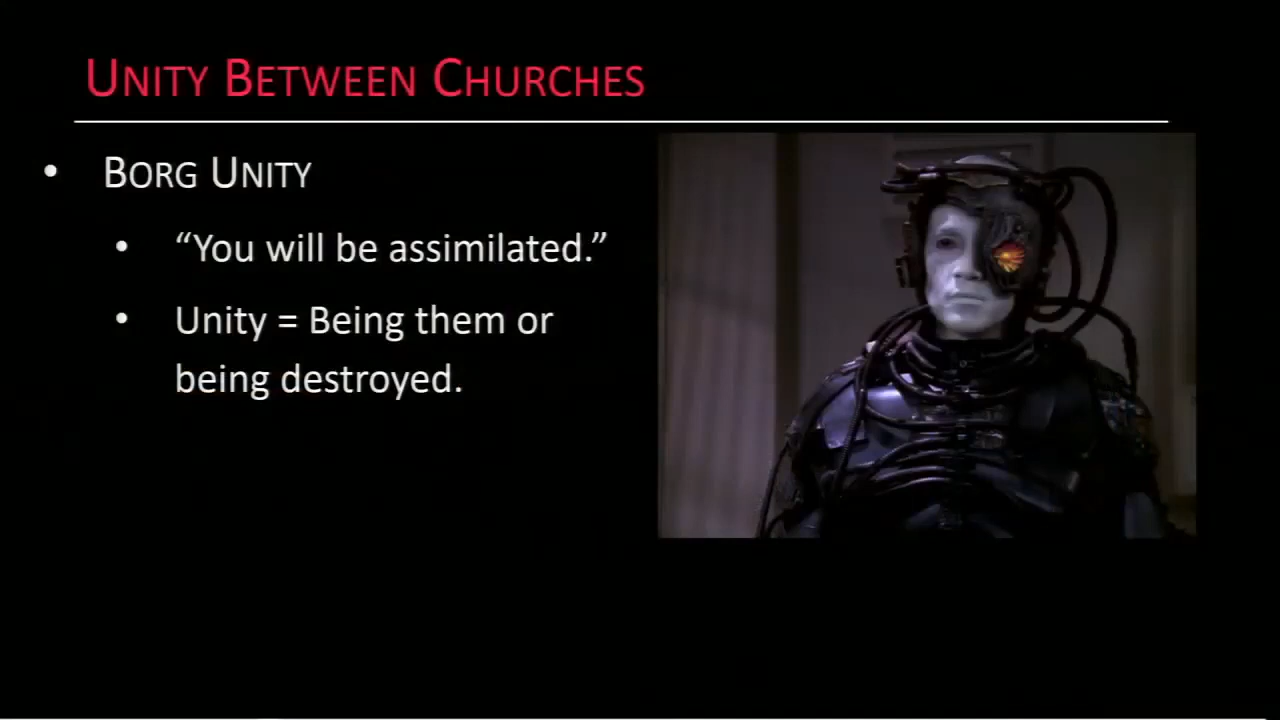 UNITY BETWEEN CHURCHES
• BORG UNITY
• “You will be assimilated.”
• Unity = Being them or
being destroyed.